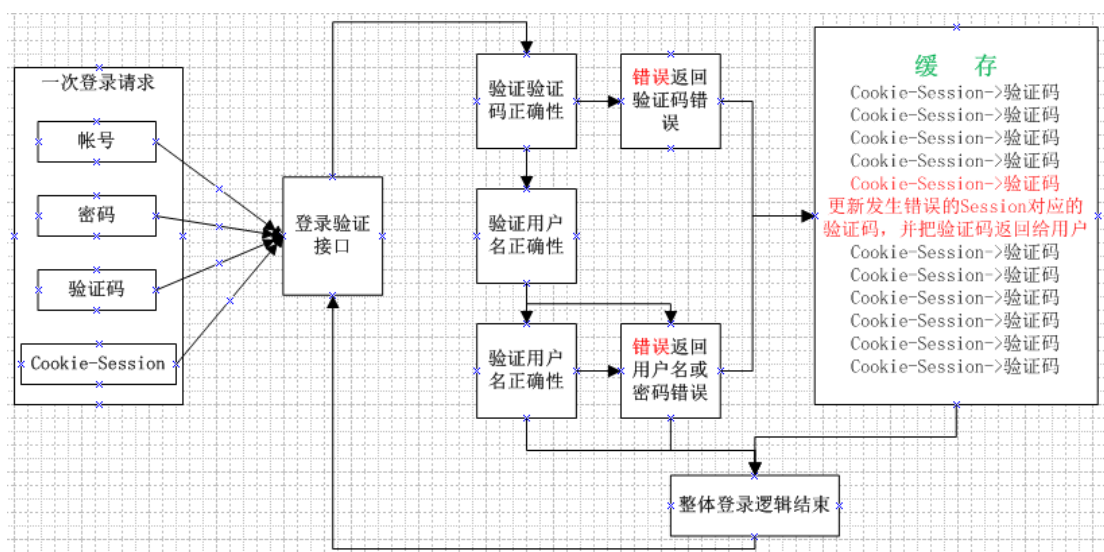 一次登录请求
帐号
密码
验证码
Cookie-Session
登录验证
接口
验证验证
码正确性
错误返回
验证码错
误
验证用户
名正确性
验证用户
名正确性
错误返回
用户名或
密码错误
缓 存
Cookie-Session->验证码
Cookie-Session->验证码
Cookie-Session->验证码
Cookie-Session->验证码
Cookie-Session->验证码
更新发生错误的Session对应的
验证码，并把验证码返回给用户
Cookie-Session->验证码
Cookie-Session->验证码
Cookie-Session->验证码
Cookie-Session->验证码
Cookie-Session->验证码
Cookie-Session->验证码
整体登录逻辑结束